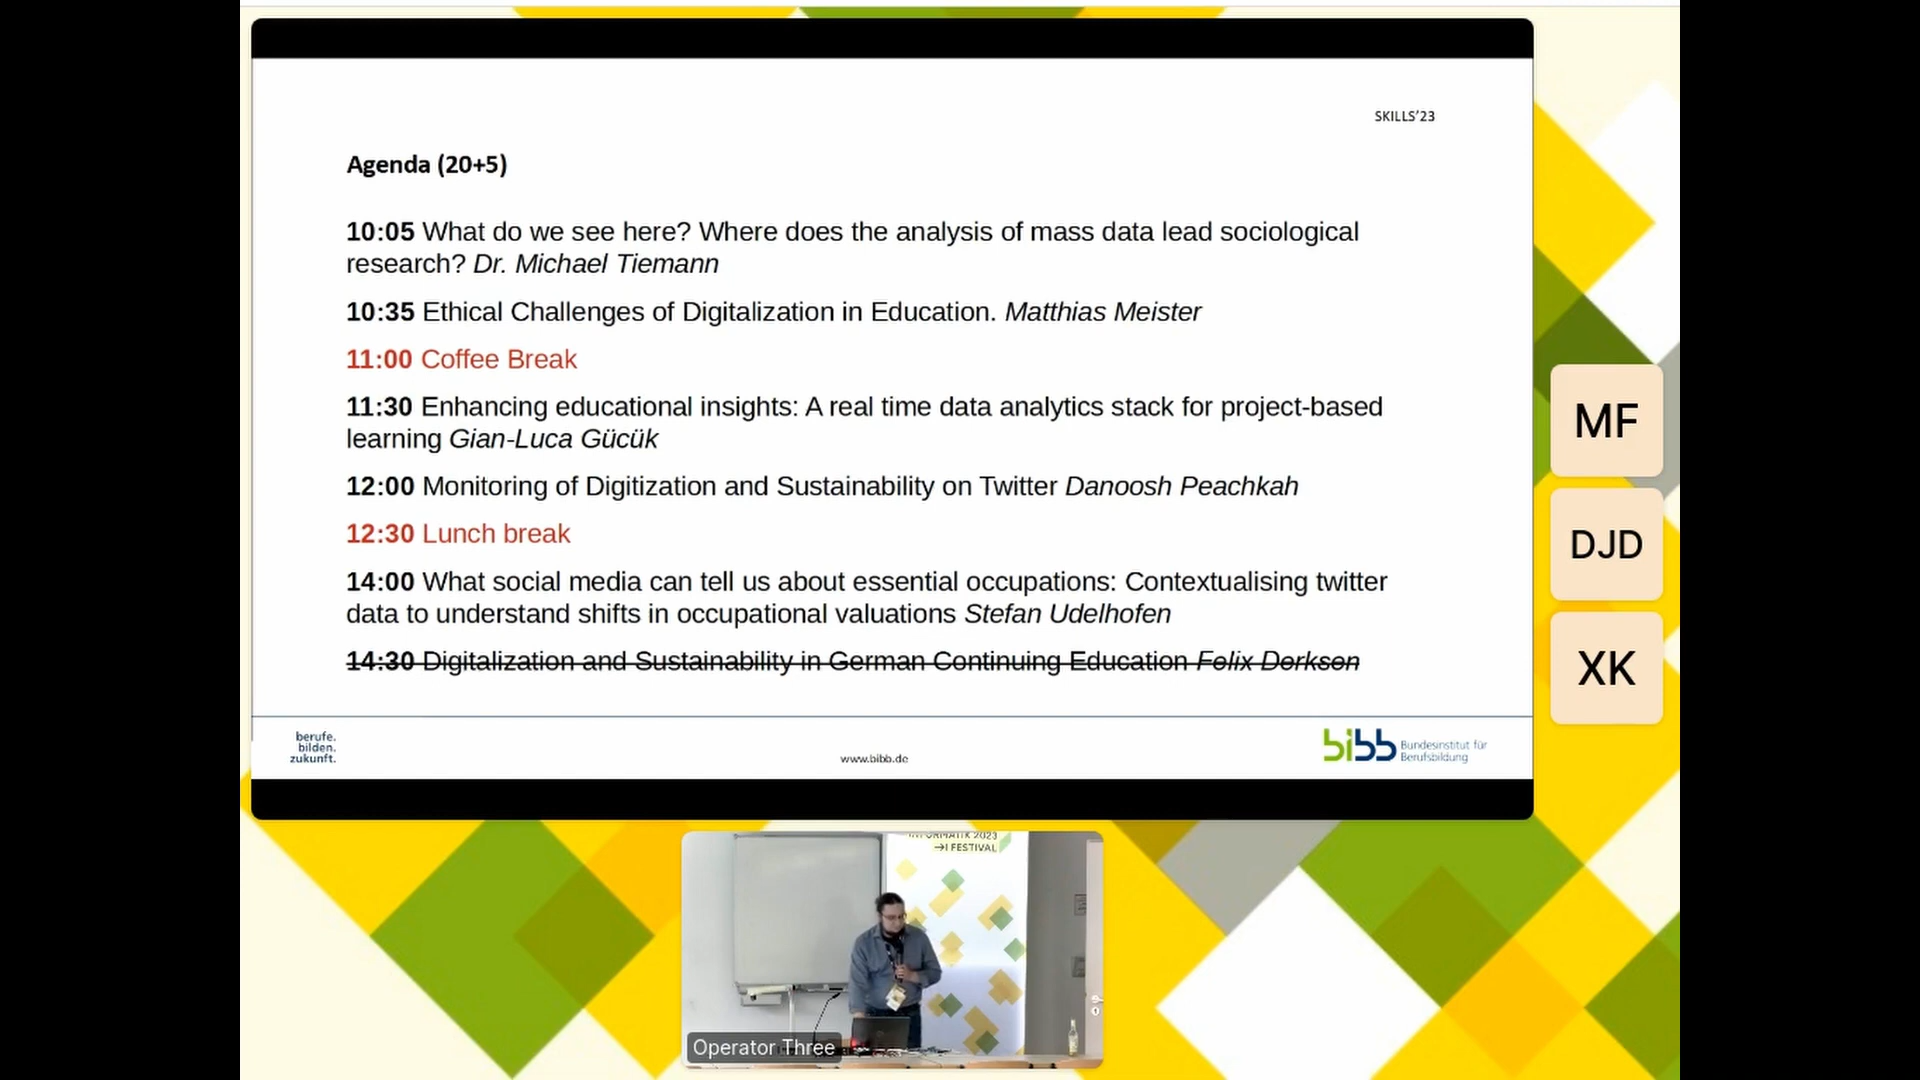 SKILLS’23
Agenda (20+5)
10:05 What do we see here? Where does the analysis of mass data lead sociological
research? Dr. Michael Tiemann
10:35 Ethical Challenges of Digitalization in Education. Matthias Meister
11:00 Coffee Break
11:30 Enhancing educational insights: A real time data analytics stack for project-based
learning Gian-Luca Gücük
12:00 Monitoring of Digitization and Sustainability on Twitter Danoosh Peachkah
12:30 Lunch break
14:00 What social media can tell us about essential occupations: Contextualising twitter
data to understand shifts in occupational valuations Stefan Udelhofen
14:30 Digitalization and Sustainability in German Continuing Education Felix Derksen
berufe.
bilden.
zukunft.
www.bibb.de
bibb Bundesinstitut für
Berufsbildung
MF
DJD
XK
INFORMATIK 2023
FESTIVAL
Operator Three